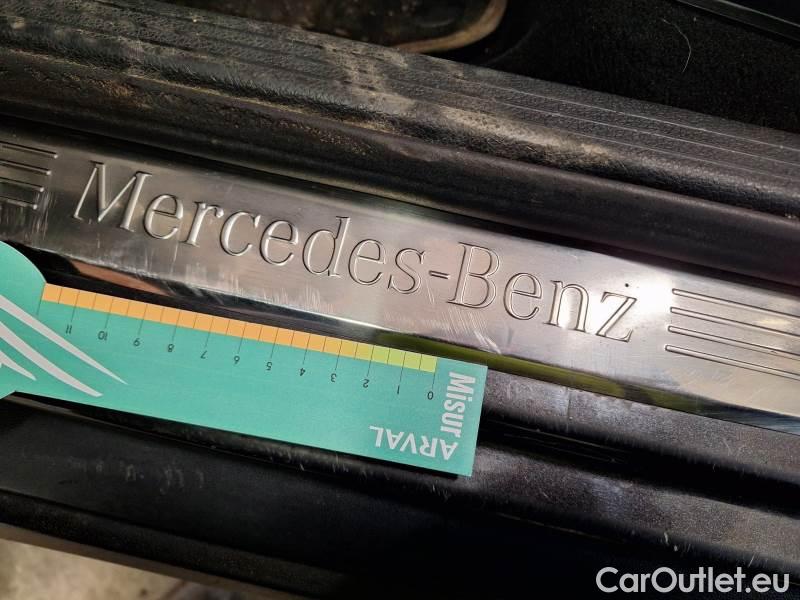 Mercedes-Benz
11 10 9 8 7 6 5 4 3 2 1 0
Misur
ARVAL
CarOutlet.eu